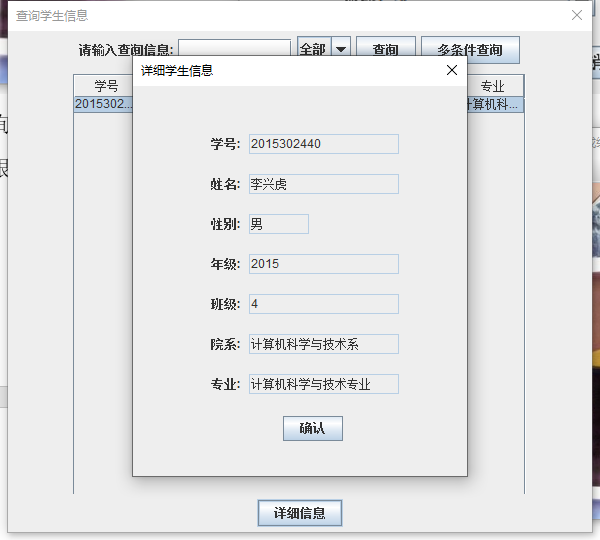 查询学生信息
请输入查询信息: 全部 查询 多条件查询
详细学生信息
学号 专业
2015302... 计算机科...
学号: 2015302440
姓名: 李兴虎
性别: 男
年级: 2015
班级: 4
院系: 计算机科学与技术系
专业: 计算机科学与技术专业
确认
详细信息